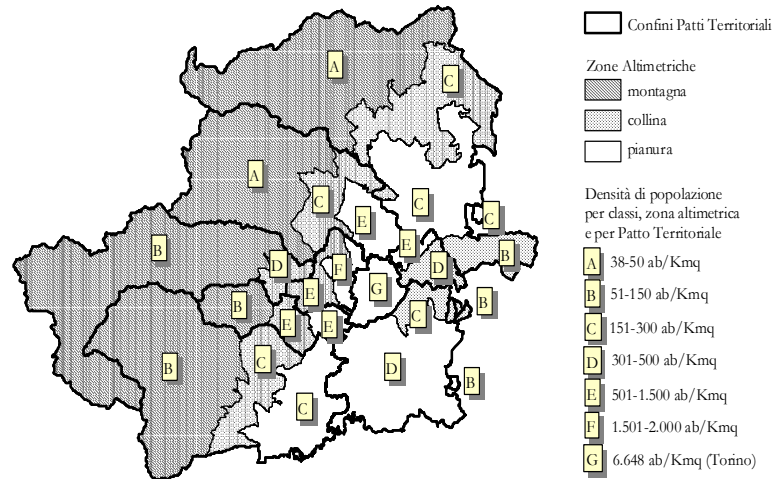 Confini Patti Territoriali
Zone Altimetriche
montagna
collina
pianura
Densità di popolazione
per classi, zona altimetrica
e per Patto Territoriale
A 38-50 ab/Kmq
B 51-150 ab/Kmq
C 151-300 ab/Kmq
D 301-500 ab/Kmq
E 501-1.500 ab/Kmq
F 1.501-2.000 ab/Kmq
G 6.648 ab/Kmq (Torino)
A
C
A
C
C
E
C
E
B
B
D
F
D
G
B
E
B
C
E
E
B
C
D
B
C